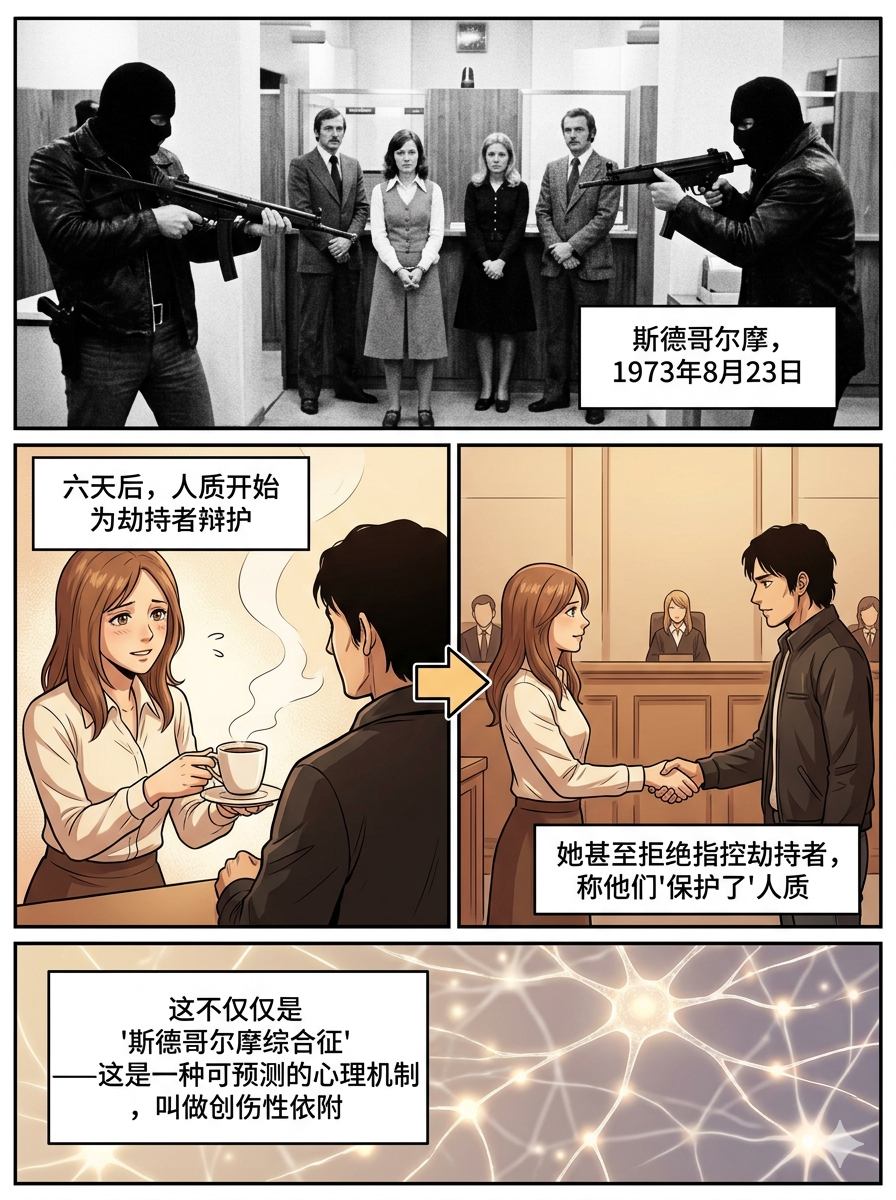 斯德哥尔摩，
1973年8月23日
六天后，人质开始
为劫持者辩护
她甚至拒绝指控劫持者，
称他们'保护了'人质
这不仅仅是
'斯德哥尔摩综合征'
——这是一种可预测的心理机制
，叫做创伤性依附